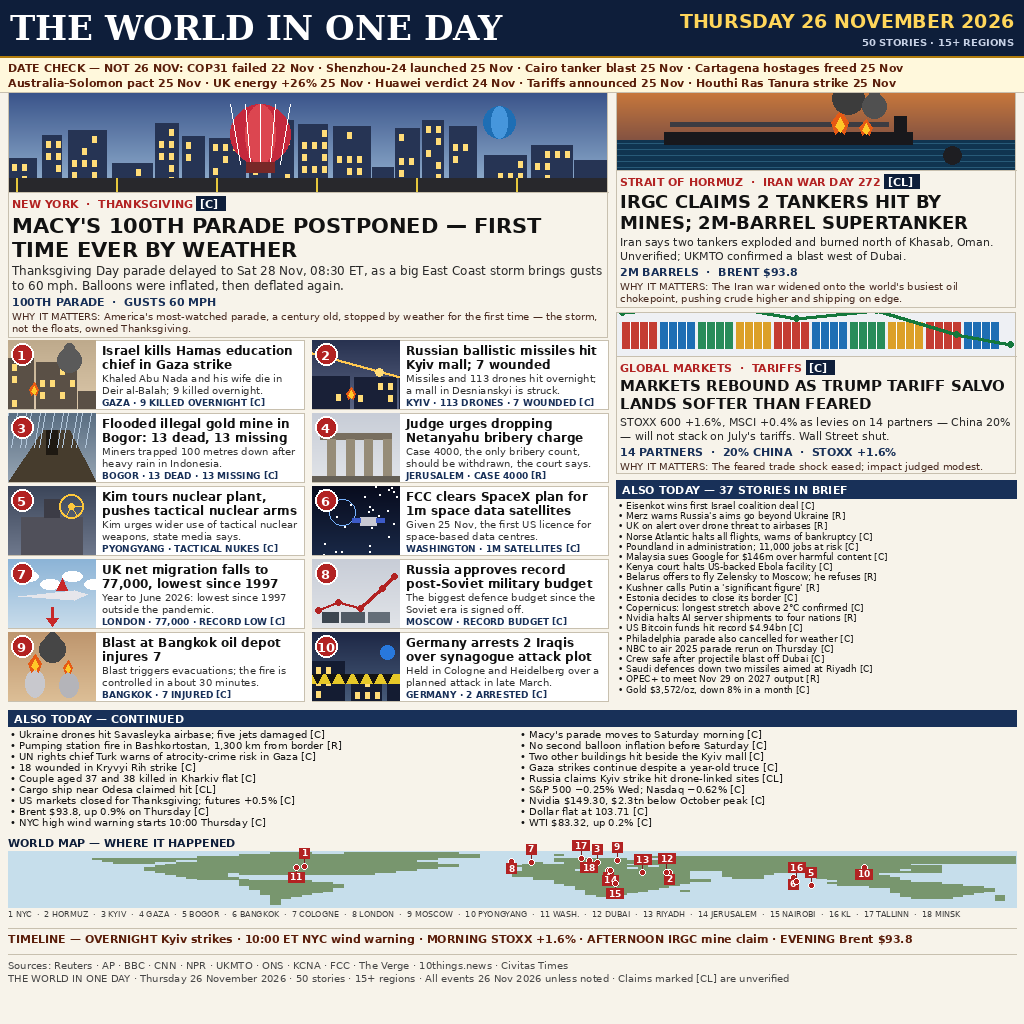 THE WORLD IN ONE DAY
THURSDAY 26 NOVEMBER 2026
50 STORIES · 15+ REGIONS
DATE CHECK — NOT 26 NOV: COP31 failed 22 Nov · Shenzhou-24 launched 25 Nov · Cairo tanker blast 25 Nov · Cartagena hostages freed 25 Nov
Australia-Solomon pact 25 Nov · UK energy +26% 25 Nov · Huawei verdict 24 Nov · Tariffs announced 25 Nov · Houthi Ras Tanura strike 25 Nov
NEW YORK · THANKSGIVING [C]
MACY'S 100TH PARADE POSTPONED — FIRST
TIME EVER BY WEATHER
Thanksgiving Day parade delayed to Sat 28 Nov, 08:30 ET, as a big East Coast storm brings gusts
to 60 mph. Balloons were inflated, then deflated again.
100TH PARADE · GUSTS 60 MPH
WHY IT MATTERS: America's most-watched parade, a century old, stopped by weather for the first time — the storm,
not the floats, owned Thanksgiving.
STRAIT OF HORMUZ · IRAN WAR DAY 272 [CL]
IRGC CLAIMS 2 TANKERS HIT BY
MINES; 2M-BARREL SUPERTANKER
Iran says two tankers exploded and burned north of Khasab, Oman.
Unverified; UKMTO confirmed a blast west of Dubai.
2M BARRELS · BRENT $93.8
WHY IT MATTERS: The Iran war widened onto the world's busiest oil
chokepoint, pushing crude higher and shipping on edge.
GLOBAL MARKETS · TARIFFS [C]
MARKETS REBOUND AS TRUMP TARIFF SALVO
LANDS SOFTER THAN FEARED
STOXX 600 +1.6%, MSCI +0.4% as levies on 14 partners — China 20%
— will not stack on July's tariffs. Wall Street shut.
14 PARTNERS · 20% CHINA · STOXX +1.6%
WHY IT MATTERS: The feared trade shock eased; impact judged modest.
1
Israel kills Hamas education
chief in Gaza strike
Khaled Abu Nada and his wife die in
Deir al-Balah; 9 killed overnight.
GAZA · 9 KILLED OVERNIGHT [C]
2
Russian ballistic missiles hit
Kyiv mall; 7 wounded
Missiles and 113 drones hit overnight;
a mall in Desnianskyi is struck.
KYIV · 113 DRONES · 7 WOUNDED [C]
3
Flooded illegal gold mine in
Bogor: 13 dead, 13 missing
Miners trapped 100 metres down after
heavy rain in Indonesia.
BOGOR · 13 DEAD · 13 MISSING [C]
4
Judge urges dropping
Netanyahu bribery charge
Case 4000, the only bribery count,
should be withdrawn, the court says.
JERUSALEM · CASE 4000 [R]
5
Kim tours nuclear plant,
pushes tactical nuclear arms
Kim urges wider use of tactical nuclear
weapons, state media says.
PYONGYANG · TACTICAL NUKES [C]
6
FCC clears SpaceX plan for
1m space data satellites
Given 25 Nov, the first US licence for
space-based data centres.
WASHINGTON · 1M SATELLITES [C]
7
UK net migration falls to
77,000, lowest since 1997
Year to June 2026: lowest since 1997
outside the pandemic.
LONDON · 77,000 · RECORD LOW [C]
8
Russia approves record
post-Soviet military budget
The biggest defence budget since the
Soviet era is signed off.
MOSCOW · RECORD BUDGET [C]
9
Blast at Bangkok oil depot
injures 7
Blast triggers evacuations; the fire is
controlled in about 30 minutes.
BANGKOK · 7 INJURED [C]
10
Germany arrests 2 Iraqis
over synagogue attack plot
Held in Cologne and Heidelberg over a
planned attack in late March.
GERMANY · 2 ARRESTED [C]
ALSO TODAY — 37 STORIES IN BRIEF
• Eisenkot wins first Israel coalition deal [C]
• Merz warns Russia's aims go beyond Ukraine [R]
• UK on alert over drone threat to airbases [R]
• Norse Atlantic halts all flights, warns of bankruptcy [C]
• Poundland in administration; 11,000 jobs at risk [C]
• Malaysia sues Google for $146m over harmful content [C]
• Kenya court halts US-backed Ebola facility [C]
• Belarus offers to fly Zelensky to Moscow; he refuses [R]
• Kushner calls Putin a 'significant figure' [R]
• Estonia decides to close its border [C]
• Copernicus: longest stretch above 2°C confirmed [C]
• Nvidia halts AI server shipments to four nations [R]
• US Bitcoin funds hit record $4.94bn [C]
• Philadelphia parade also cancelled for weather [C]
• NBC to air 2025 parade rerun on Thursday [C]
• Crew safe after projectile blast off Dubai [C]
• Saudi defences down two missiles aimed at Riyadh [C]
• OPEC+ to meet Nov 29 on 2027 output [R]
• Gold $3,572/oz, down 8% in a month [C]
ALSO TODAY — CONTINUED
• Ukraine drones hit Savasleyka airbase; five jets damaged [C]
• Pumping station fire in Bashkortostan, 1,300 km from border [R]
• UN rights chief Turk warns of atrocity-crime risk in Gaza [C]
• 18 wounded in Kryvyi Rih strike [C]
• Couple aged 37 and 38 killed in Kharkiv flat [C]
• Cargo ship near Odesa claimed hit [CL]
• US markets closed for Thanksgiving; futures +0.5% [C]
• Brent $93.8, up 0.9% on Thursday [C]
• NYC high wind warning starts 10:00 Thursday [C]
• Macy's parade moves to Saturday morning [C]
• No second balloon inflation before Saturday [C]
• Two other buildings hit beside the Kyiv mall [C]
• Gaza strikes continue despite a year-old truce [C]
• Russia claims Kyiv strike hit drone-linked sites [CL]
• S&P 500 −0.25% Wed; Nasdaq −0.62% [C]
• Nvidia $149.30, $2.3tn below October peak [C]
• Dollar flat at 103.71 [C]
• WTI $83.32, up 0.2% [C]
WORLD MAP — WHERE IT HAPPENED
1
11
7
8
17
3
9
18
14
15
13
12
2
16
6
5
10
1 NYC · 2 HORMUZ · 3 KYIV · 4 GAZA · 5 BOGOR · 6 BANGKOK · 7 COLOGNE · 8 LONDON · 9 MOSCOW · 10 PYONGYANG · 11 WASH. · 12 DUBAI · 13 RIYADH · 14 JERUSALEM · 15 NAIROBI · 16 KL · 17 TALLINN · 18 MINSK
TIMELINE — OVERNIGHT Kyiv strikes · 10:00 ET NYC wind warning · MORNING STOXX +1.6% · AFTERNOON IRGC mine claim · EVENING Brent $93.8
Sources: Reuters · AP · BBC · CNN · NPR · UKMTO · ONS · KCNA · FCC · The Verge · 10things.news · Civitas Times
THE WORLD IN ONE DAY · Thursday 26 November 2026 · 50 stories · 15+ regions · All events 26 Nov 2026 unless noted · Claims marked [CL] are unverified